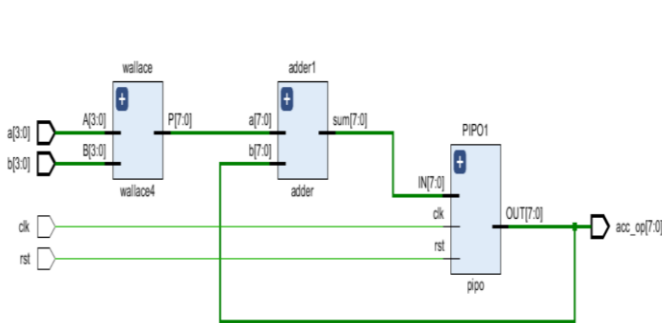 wallace
adder1
a[3:0]
A[3:0]
P[7:0]
a[7:0]
sum[7:0]
PIPO1
b[3:0]
B[3:0]
b[7:0]
wallace4
adder
IN[7:0]
clk
clk
OUT[7:0]
acc_op[7:0]
rst
rst
pipo